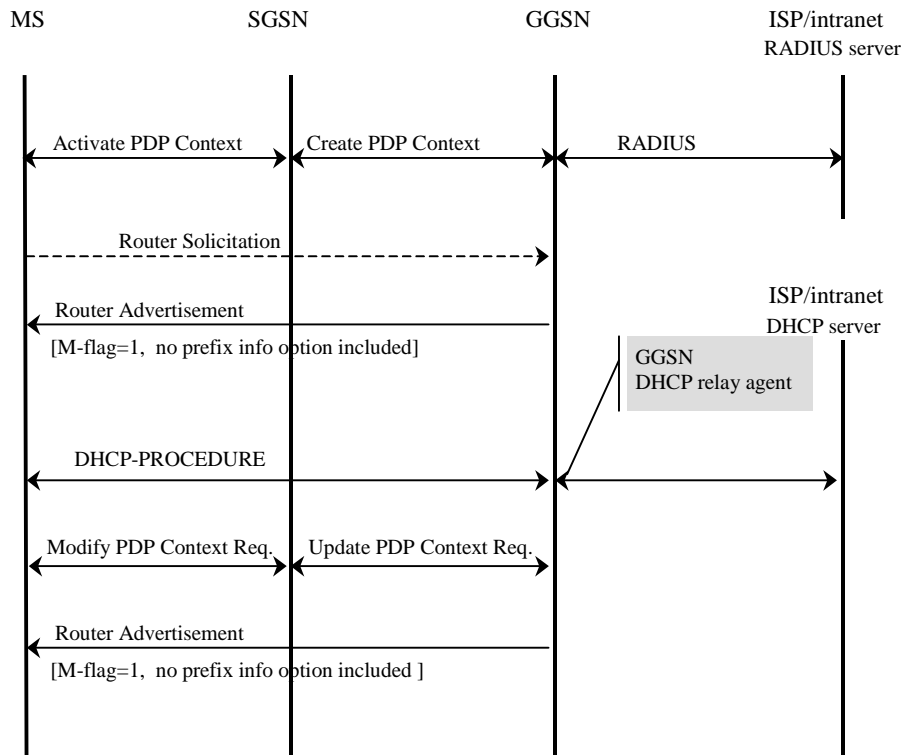 MS SGSN GGSN ISP/intranet
RADIUS server
Activate PDP Context Create PDP Context RADIUS
Router Solicitation
Router Advertisement
[M-flag=1, no prefix info option included]
ISP/intranet
DHCP server
GGSN
DHCP relay agent
DHCP-PROCEDURE
Modify PDP Context Req. Update PDP Context Req.
Router Advertisement
[M-flag=1, no prefix info option included ]